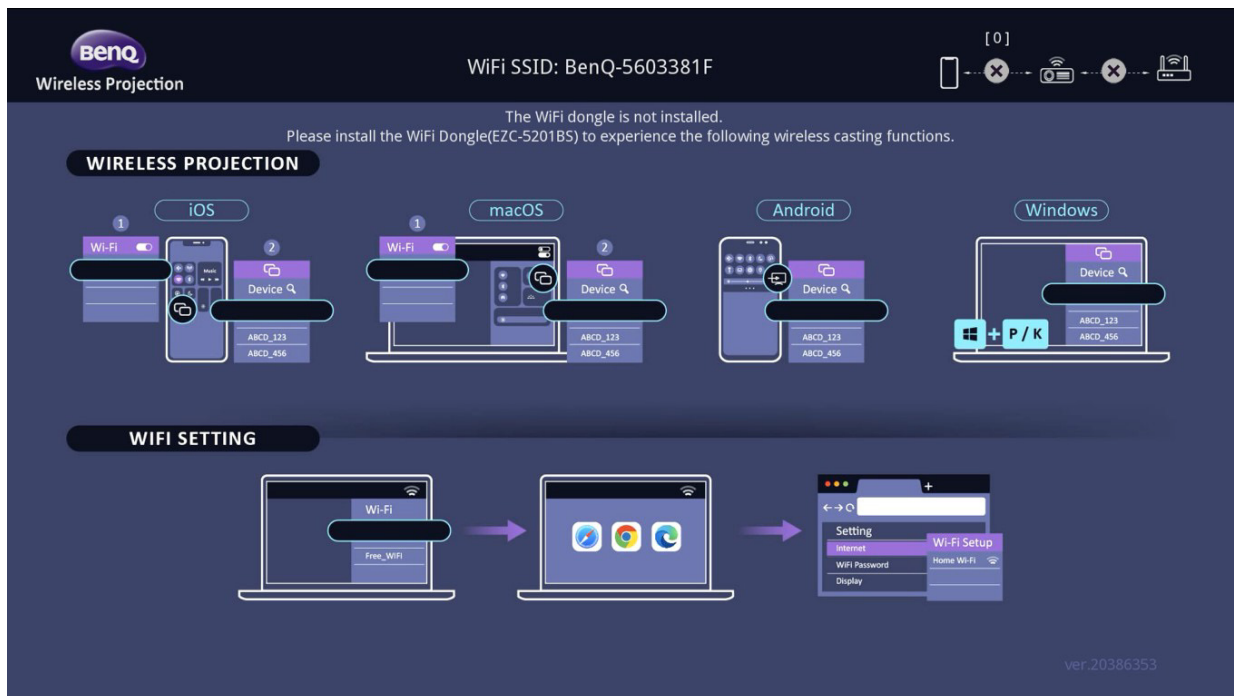 BenQ
Wireless Projection
WiFi SSID: BenQ-5603381F
[ 0 ]
The WiFi dongle is not installed.
Please install the WiFi Dongle(EZC-5201BS) to experience the following wireless casting functions.
WIRELESS PROJECTION
iOS
1
Wi-Fi
Music
2
Device
ABCD_123
ABCD_456
macOS
1
Wi-Fi
2
Device
ABCD_123
ABCD_456
Android
Device
ABCD_123
ABCD_456
Windows
Device
ABCD_123
ABCD_456
+ P / K
WIFI SETTING
Wi-Fi
Free_WIFI
+
Setting
Internet
WiFi Password
Display
Wi-Fi Setup
Home Wi-Fi
ver.20386353